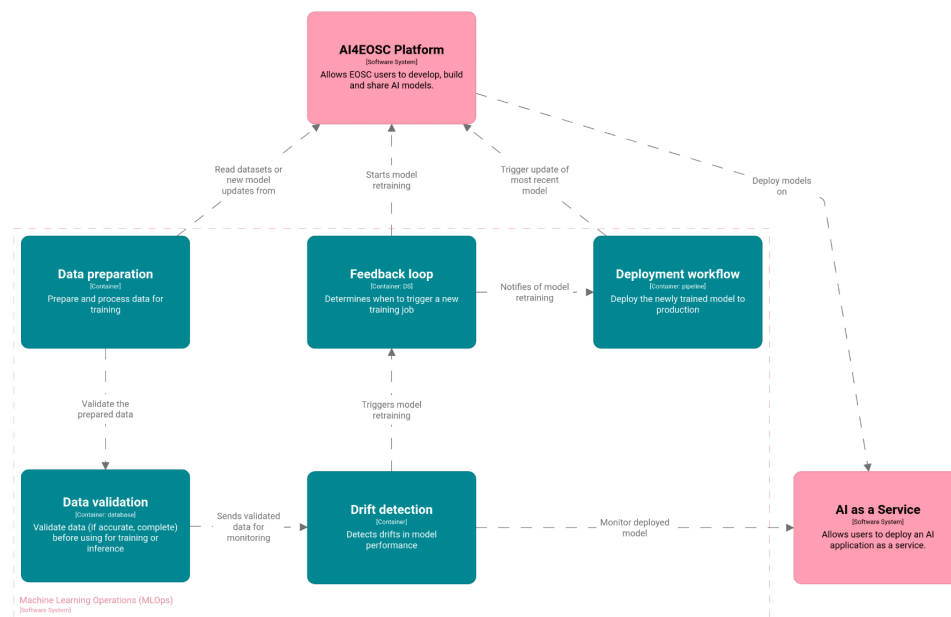 AI4EOSC Platform
[Software System]
Allows EOSC users to develop, build
and share AI models.
Read datasets or
new model
updates from
Starts model
retraining
Trigger update of
most recent
model
Deploy models
on
Data preparation
[Container]
Prepare and process data for
training
Feedback loop
[Container: DS]
Determines when to trigger a new
training job
Notifies of model
retraining
Deployment workflow
[Container: pipeline]
Deploy the newly trained model to
production
Validate the
prepared data
Triggers model
retraining
Data validation
[Container: database]
Validate data (if accurate, complete)
before using for training or
inference
Sends validated
data for
monitoring
Drift detection
[Container]
Detects drifts in model
performance
Monitor deployed
model
AI as a Service
[Software System]
Allows users to deploy an AI
application as a service.
Machine Learning Operations (MLOps)
[Software System]